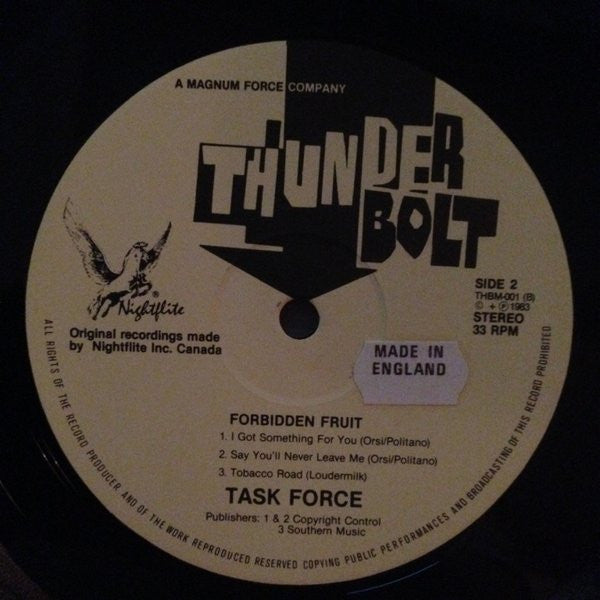 A MAGNUM FORCE COMPANY
THUNDER
BOLT
Nightflite ®
Original recordings made
by Nightflite Inc. Canada
SIDE 2
THBM-001 (B)
© + ℗ 1983
STEREO
33 RPM
MADE IN
ENGLAND
FORBIDDEN FRUIT
1. I Got Something For You (Orsi/Politano)
2. Say You'll Never Leave Me (Orsi/Politano)
3. Tobacco Road (Loudermilk)
TASK FORCE
Publishers: 1 & 2 Copyright Control
3 Southern Music
ALL RIGHTS OF THE RECORD PRODUCER AND OF THE WORK REPRODUCED RESERVED COPYING PUBLIC PERFORMANCES AND BROADCASTING OF THIS RECORD PROHIBITED